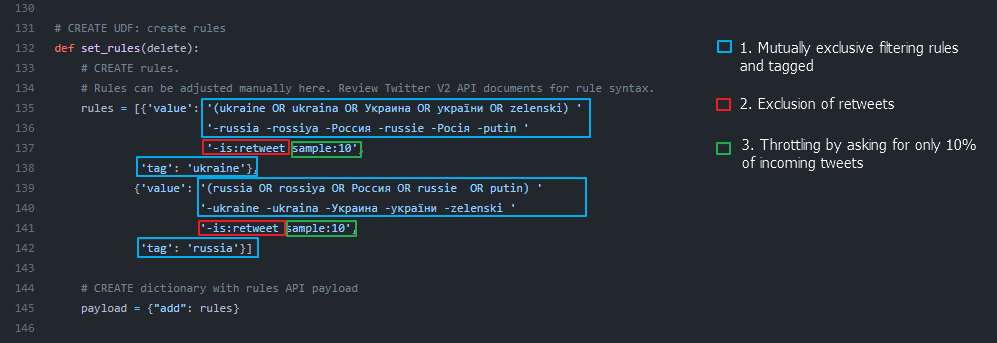 130
131 # CREATE UDF: create rules
132 def set_rules(delete):
133 # CREATE rules.
134 # Rules can be adjusted manually here. Review Twitter V2 API documents for rule syntax.
135 rules = [{'value': '(ukraine OR ukraina OR Украина OR україни OR zelenski) '
136 '-russia -rossiya -Россия -russie -Росія -putin '
137 '-is:retweet sample:10',
138 'tag': 'ukraine'},
139 {'value': '(russia OR rossiya OR Россия OR russie  OR putin) '
140 '-ukraine -ukraina -Украина -україни -zelenski '
141 '-is:retweet sample:10',
142 'tag': 'russia'}]
143
144 # CREATE dictionary with rules API payload
145 payload = {"add": rules}
146
1. Mutually exclusive filtering rules
and tagged
2. Exclusion of retweets
3. Throttling by asking for only 10%
of incoming tweets